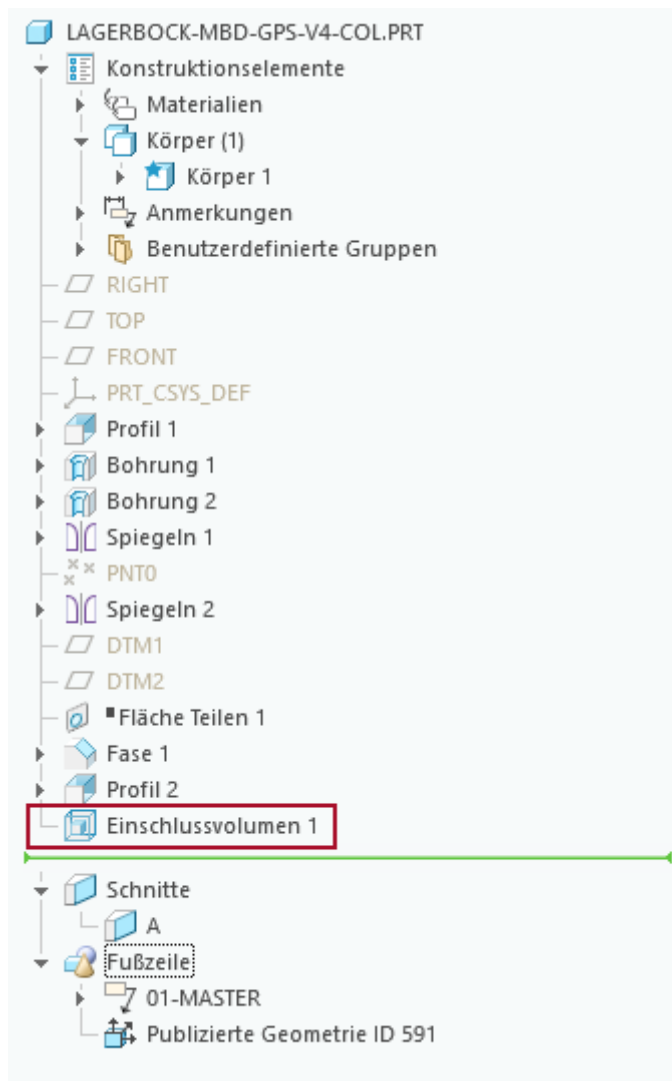 LAGERBOCK-MBD-GPS-V4-COL.PRT
Konstruktionselemente
Materialien
Körper (1)
Körper 1
Anmerkungen
Benutzerdefinierte Gruppen
RIGHT
TOP
FRONT
PRT_CSYS_DEF
Profil 1
Bohrung 1
Bohrung 2
Spiegeln 1
PNT0
Spiegeln 2
DTM1
DTM2
Fläche Teilen 1
Fase 1
Profil 2
Einschlussvolumen 1
Schnitte
A
Fußzeile
01-MASTER
Publizierte Geometrie ID 591